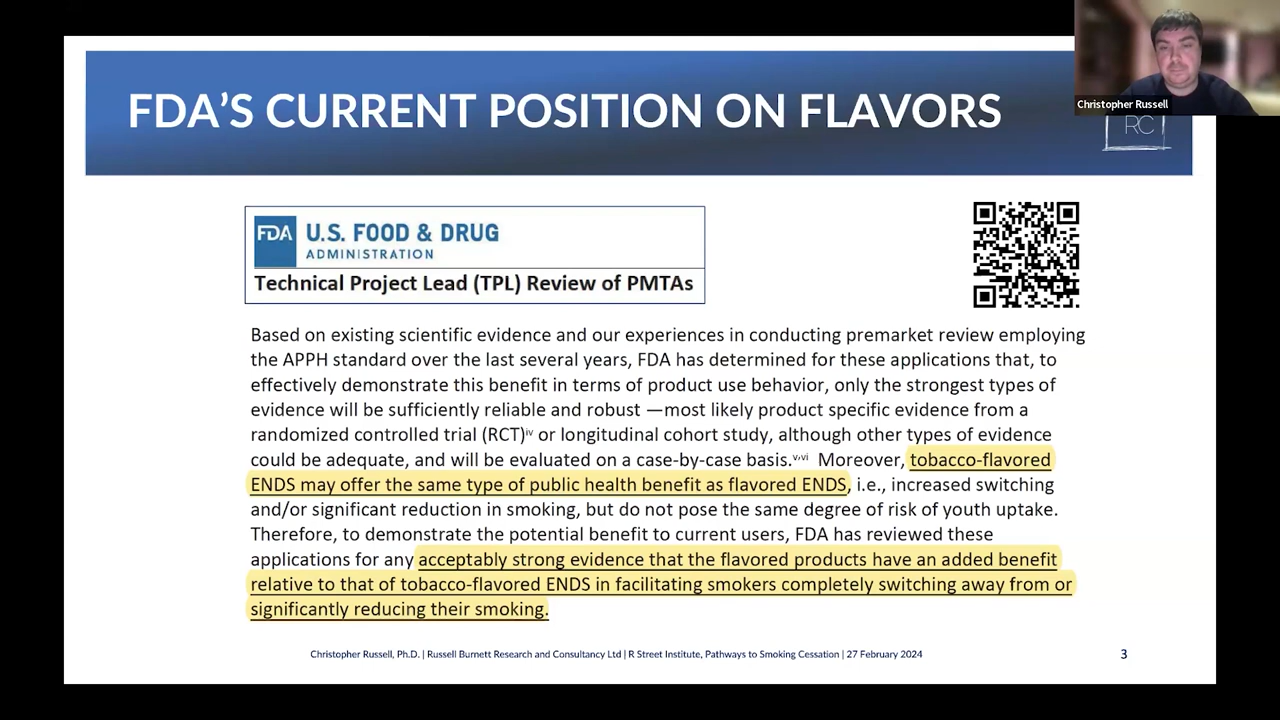 FDA'S CURRENT POSITION ON FLAVORS
Christopher Russell
RC
FDA
U.S. FOOD & DRUG
ADMINISTRATION
Technical Project Lead (TPL) Review of PMTAs
Based on existing scientific evidence and our experiences in conducting premarket review employing
the APPH standard over the last several years, FDA has determined for these applications that, to
effectively demonstrate this benefit in terms of product use behavior, only the strongest types of
evidence will be sufficiently reliable and robust —most likely product specific evidence from a
randomized controlled trial (RCT)ⁱᵛ or longitudinal cohort study, although other types of evidence
could be adequate, and will be evaluated on a case-by-case basis.ᵛ,ᵛⁱ Moreover, tobacco-flavored
ENDS may offer the same type of public health benefit as flavored ENDS, i.e., increased switching
and/or significant reduction in smoking, but do not pose the same degree of risk of youth uptake.
Therefore, to demonstrate the potential benefit to current users, FDA has reviewed these
applications for any acceptably strong evidence that the flavored products have an added benefit
relative to that of tobacco-flavored ENDS in facilitating smokers completely switching away from or
significantly reducing their smoking.
Christopher Russell, Ph.D. | Russell Burnett Research and Consultancy Ltd | R Street Institute, Pathways to Smoking Cessation | 27 February 2024
3